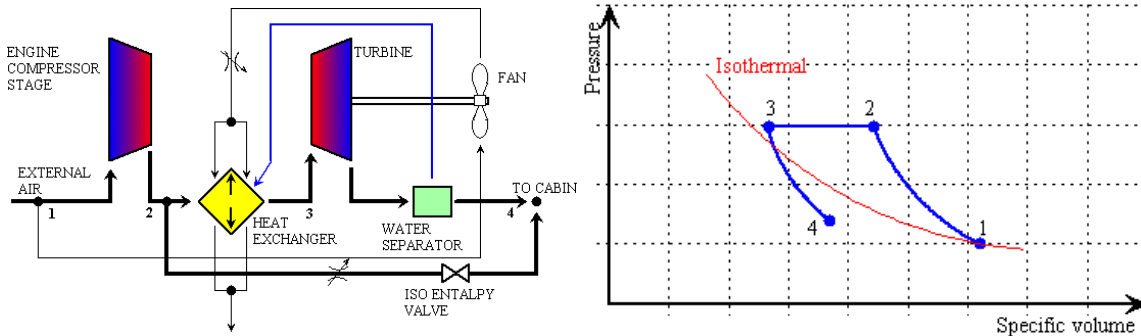 ENGINE
COMPRESSOR
STAGE
TURBINE
FAN
EXTERNAL
AIR
1
2
HEAT
EXCHANGER
3
WATER
SEPARATOR
4
TO CABIN
ISO ENTALPY
VALVE
Pressure
Isothermal
3
2
4
1
Specific volume